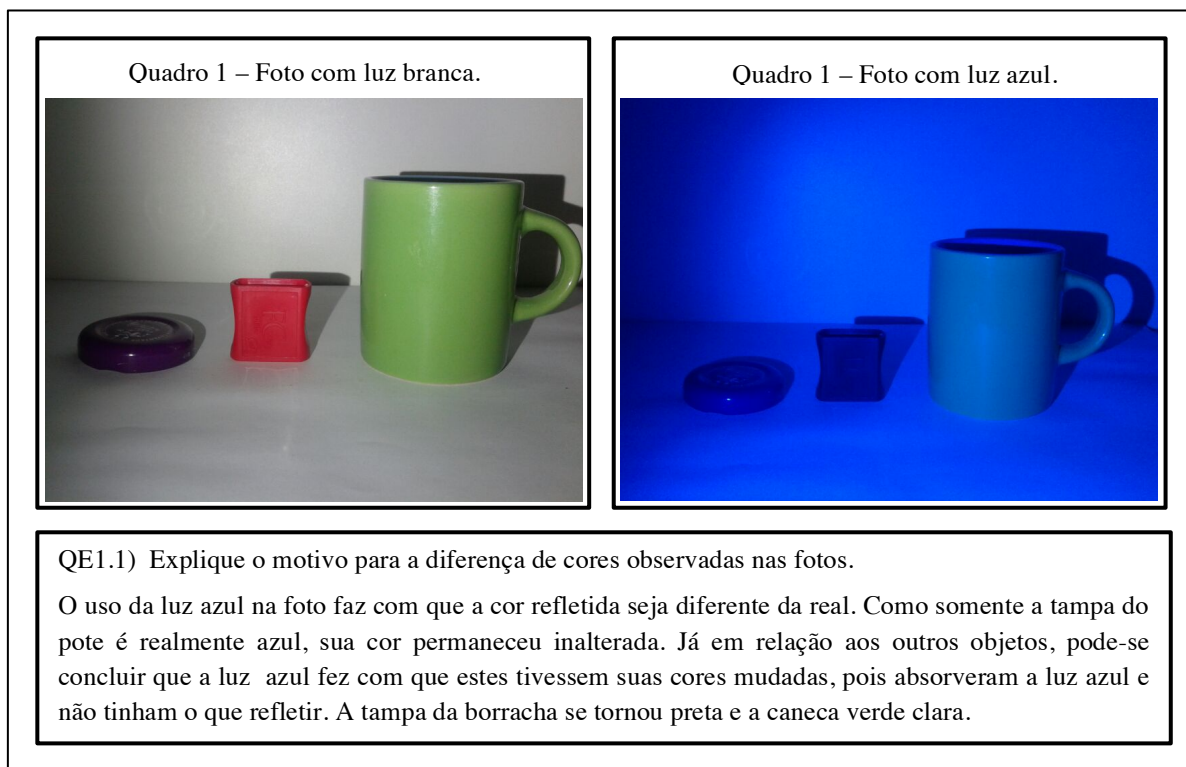 Quadro 1 – Foto com luz branca.
Quadro 1 – Foto com luz azul.
QE1.1) Explique o motivo para a diferença de cores observadas nas fotos.
O uso da luz azul na foto faz com que a cor refletida seja diferente da real. Como somente a tampa do
pote é realmente azul, sua cor permaneceu inalterada. Já em relação aos outros objetos, pode-se
concluir que a luz azul fez com que estes tivessem suas cores mudadas, pois absorveram a luz azul e
não tinham o que refletir. A tampa da borracha se tornou preta e a caneca verde clara.